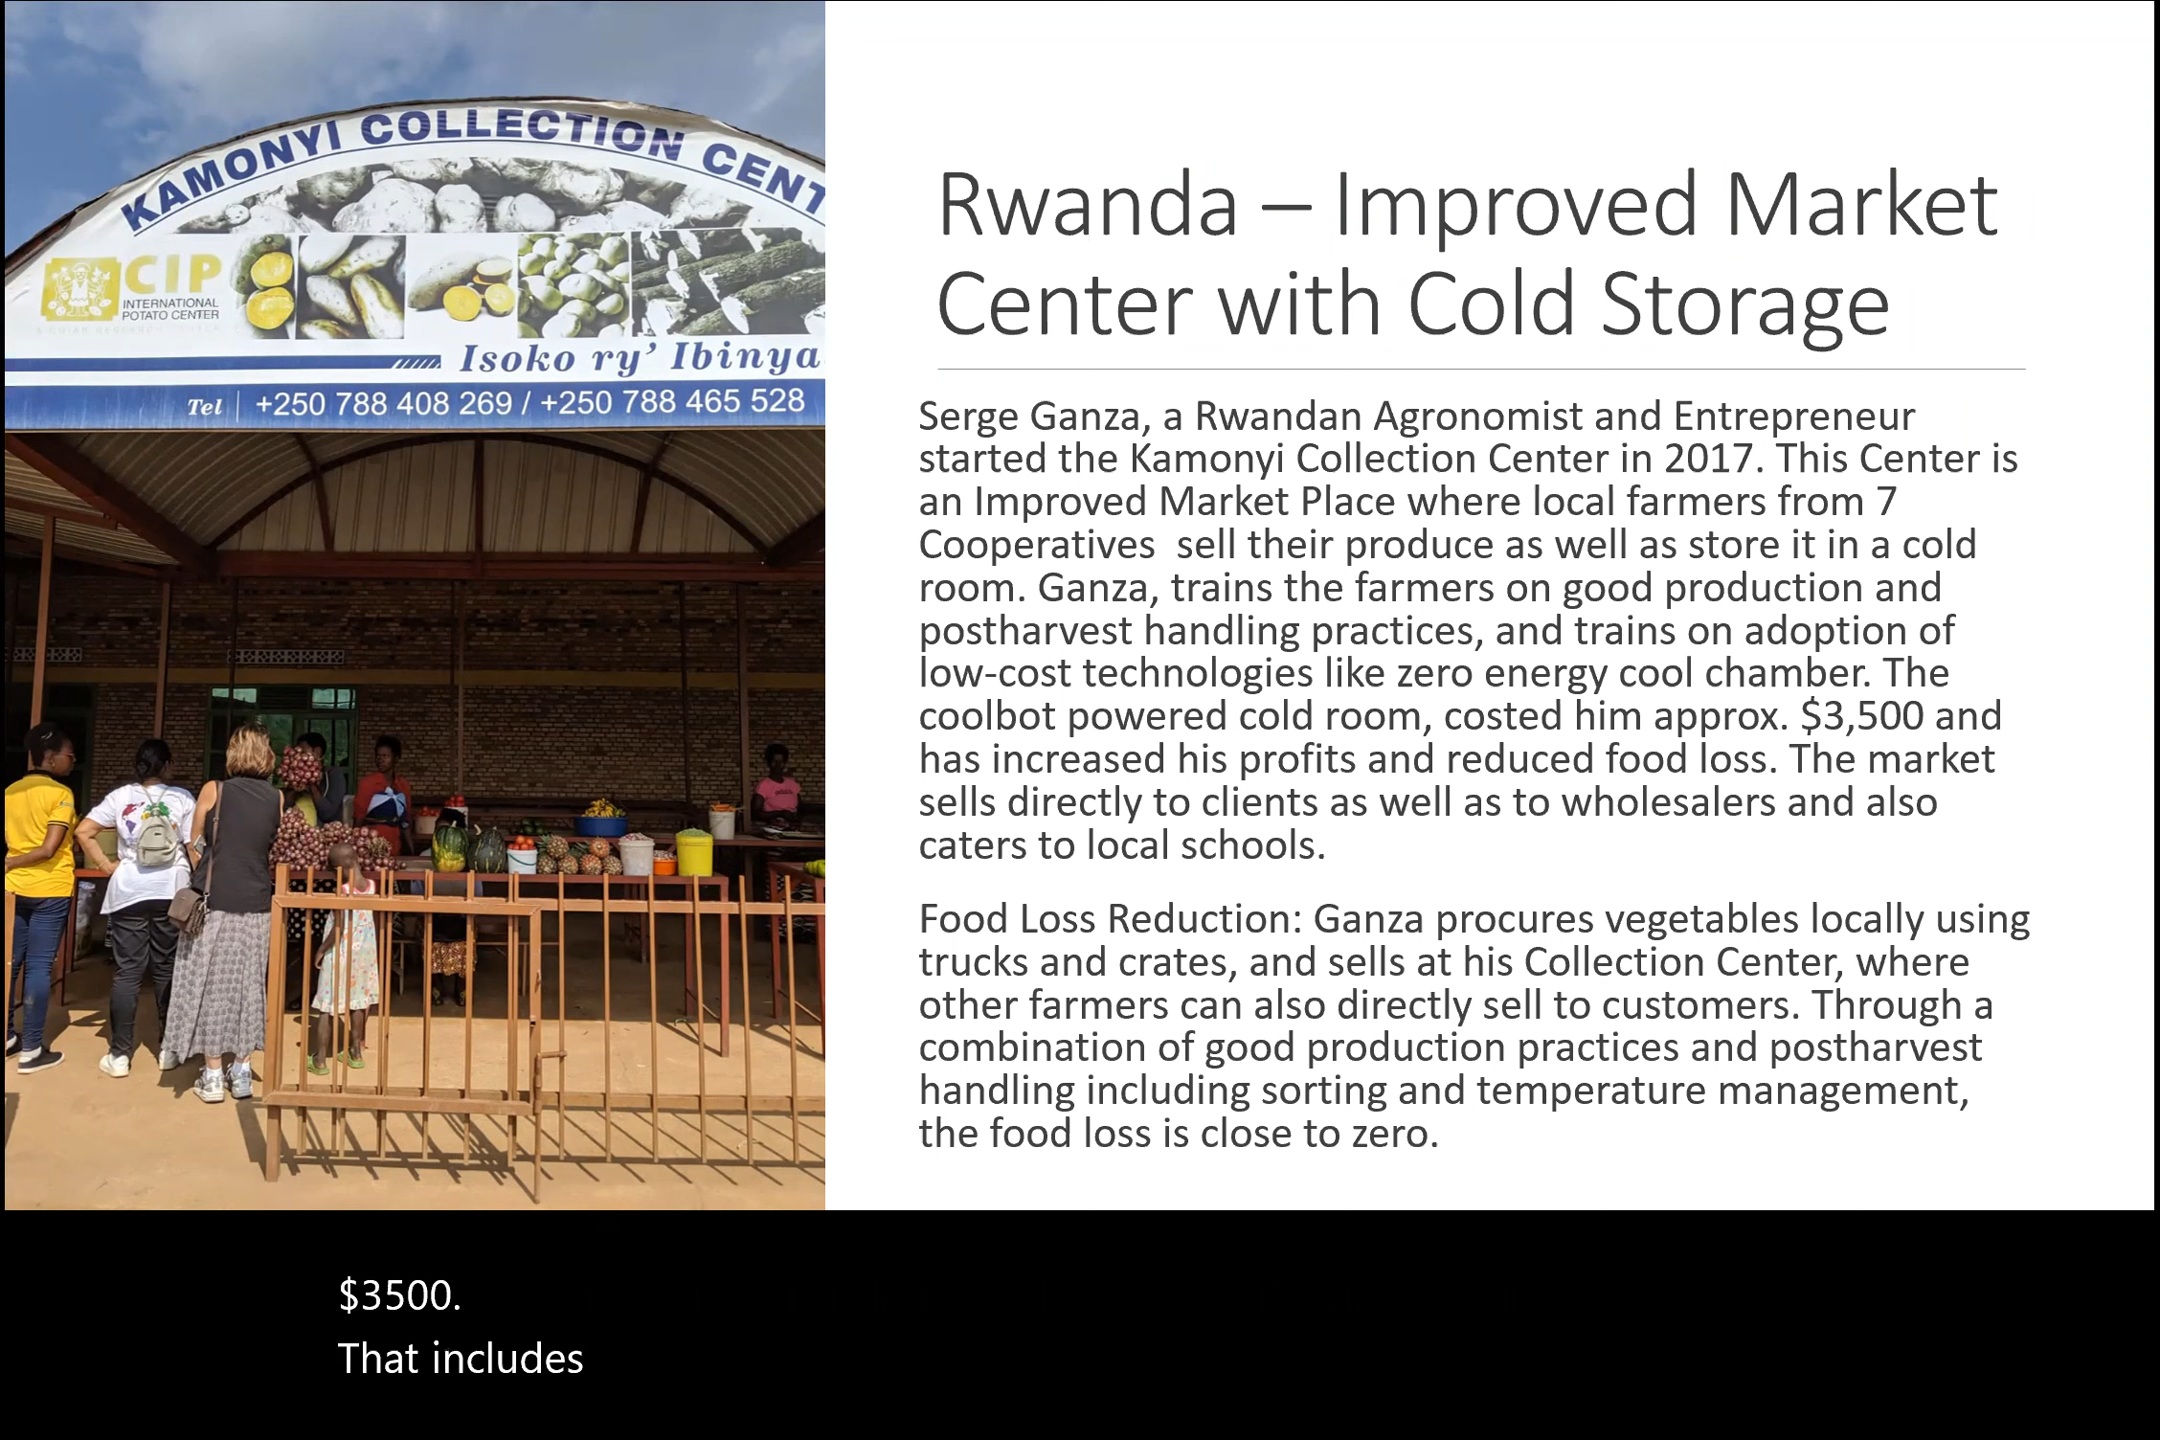 KAMONYI COLLECTION CENT
CIP
INTERNATIONAL
POTATO CENTER
Isoko ry' Ibinya
Tel | +250 788 408 269 / +250 788 465 528
Rwanda – Improved Market
Center with Cold Storage
Serge Ganza, a Rwandan Agronomist and Entrepreneur
started the Kamonyi Collection Center in 2017. This Center is
an Improved Market Place where local farmers from 7
Cooperatives  sell their produce as well as store it in a cold
room. Ganza, trains the farmers on good production and
postharvest handling practices, and trains on adoption of
low-cost technologies like zero energy cool chamber. The
coolbot powered cold room, costed him approx. $3,500 and
has increased his profits and reduced food loss. The market
sells directly to clients as well as to wholesalers and also
caters to local schools.
Food Loss Reduction: Ganza procures vegetables locally using
trucks and crates, and sells at his Collection Center, where
other farmers can also directly sell to customers. Through a
combination of good production practices and postharvest
handling including sorting and temperature management,
the food loss is close to zero.
$3500.
That includes